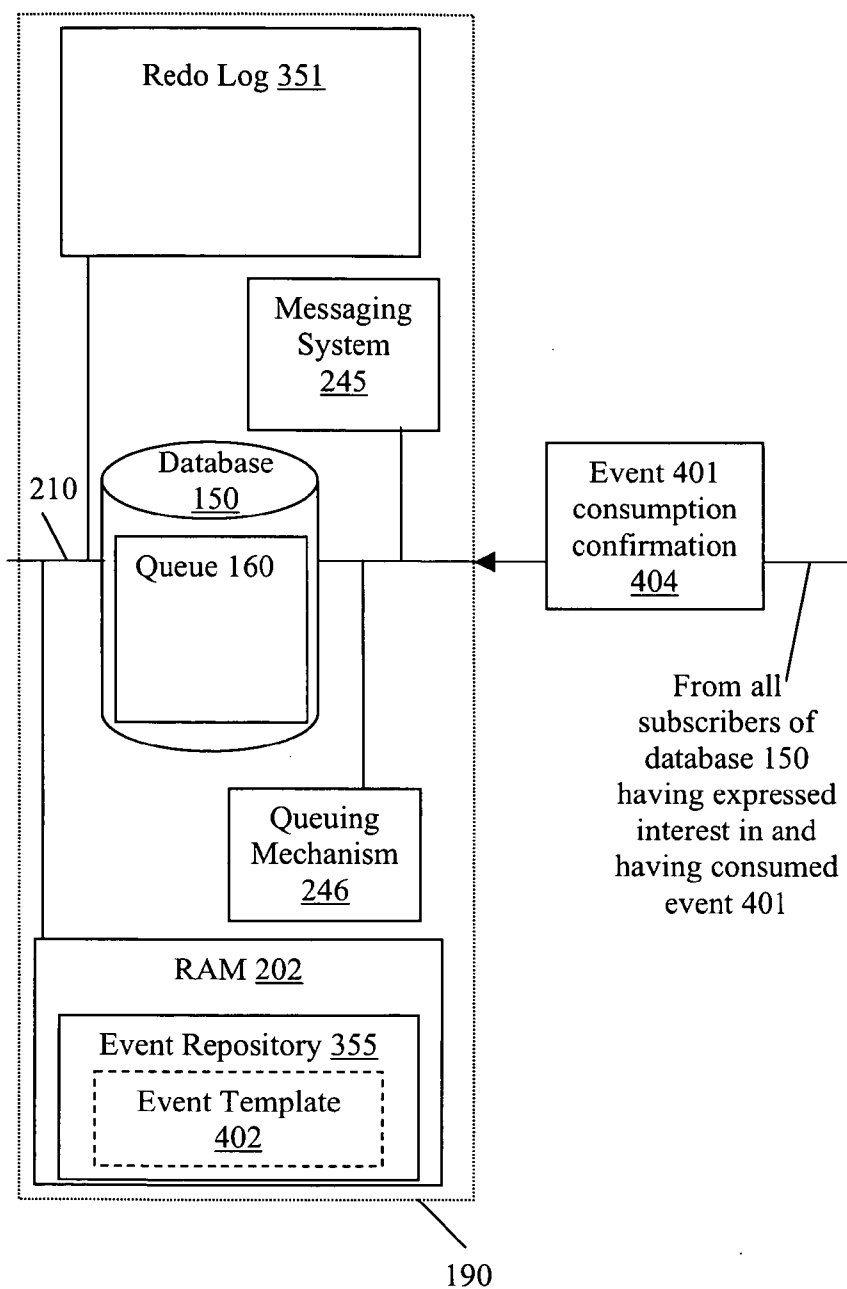 Redo Log 351
Messaging
System
245
Database
150
210
Queue 160
Event 401
consumption
confirmation
404
From all
subscribers of
database 150
having expressed
interest in and
having consumed
event 401
Queuing
Mechanism
246
RAM 202
Event Repository 355
Event Template
402
190